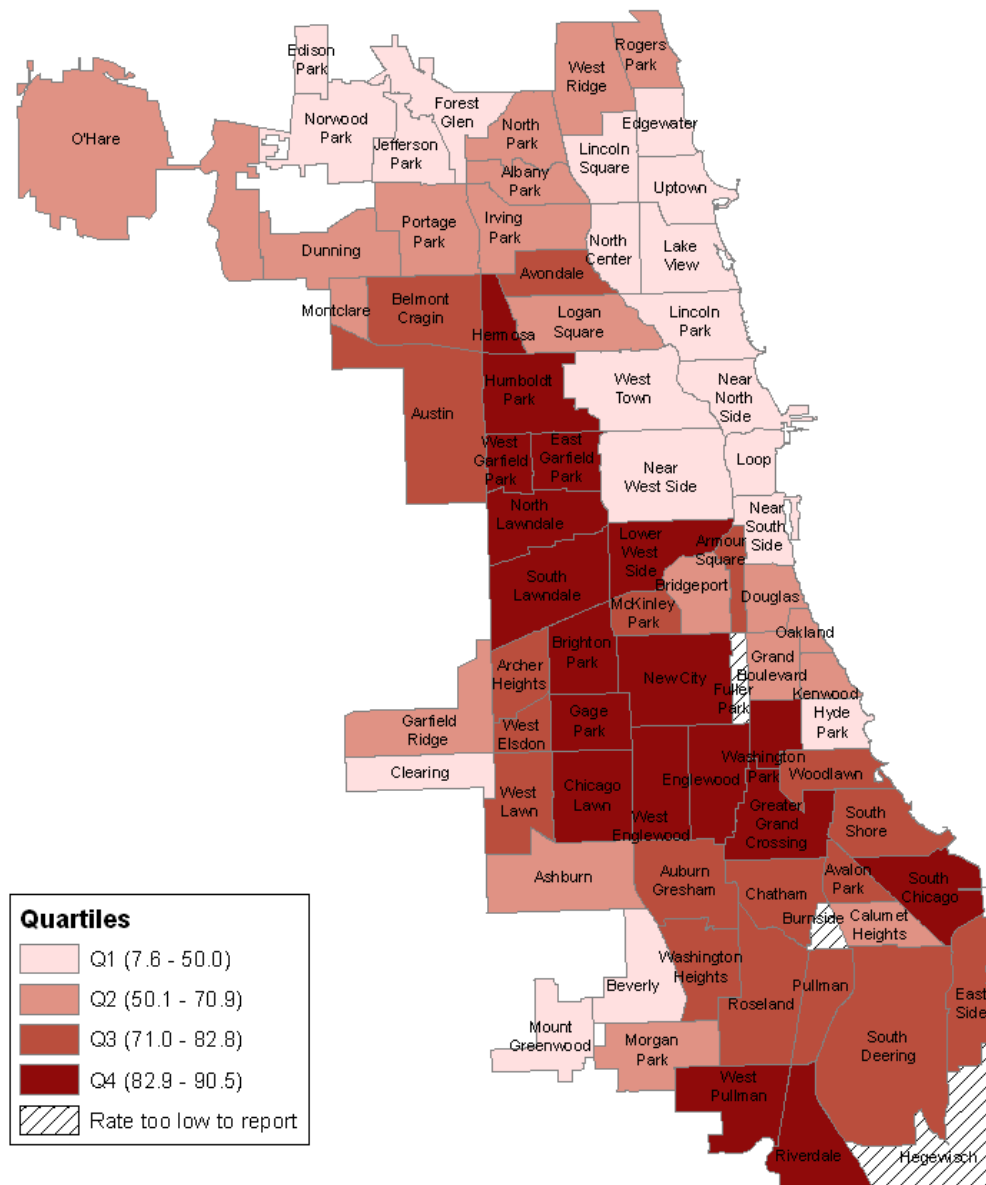 Edison
Park
Rogers
Park
West
Ridge
O'Hare
Norwood
Park
Forest
Glen
Jefferson
Park
North
Park
Edgewater
Lincoln
Square
Albany
Park
Uptown
Portage
Park
Irving
Park
Dunning
North
Center
Lake
View
Avondale
Montclare
Belmont
Cragin
Hermosa
Logan
Square
Lincoln
Park
Humboldt
Park
West
Town
Near
North
Side
Austin
West
Garfield
Park
East
Garfield
Park
Near
West Side
Loop
North
Lawndale
Near
South
Side
Lower
West
Side
Armour
Square
South
Lawndale
Bridgeport
Douglas
McKinley
Park
Oakland
Brighton
Park
Archer
Heights
New City
Fuller
Park
Grand
Boulevard
Kenwood
Garfield
Ridge
West
Elsdon
Gage
Park
Hyde
Park
Clearing
Washington
Park
Woodlawn
West
Lawn
Chicago
Lawn
Englewood
West
Englewood
Greater
Grand
Crossing
South
Shore
Ashburn
Auburn
Gresham
Chatham
Avalon
Park
South
Chicago
Burnside
Calumet
Heights
Quartiles
Q1 (7.6 - 50.0)
Q2 (50.1 - 70.9)
Q3 (71.0 - 82.8)
Q4 (82.9 - 90.5)
Rate too low to report
Washington
Heights
Beverly
Roseland
Pullman
East
Side
Mount
Greenwood
Morgan
Park
South
Deering
West
Pullman
Riverdale
Hegewisch